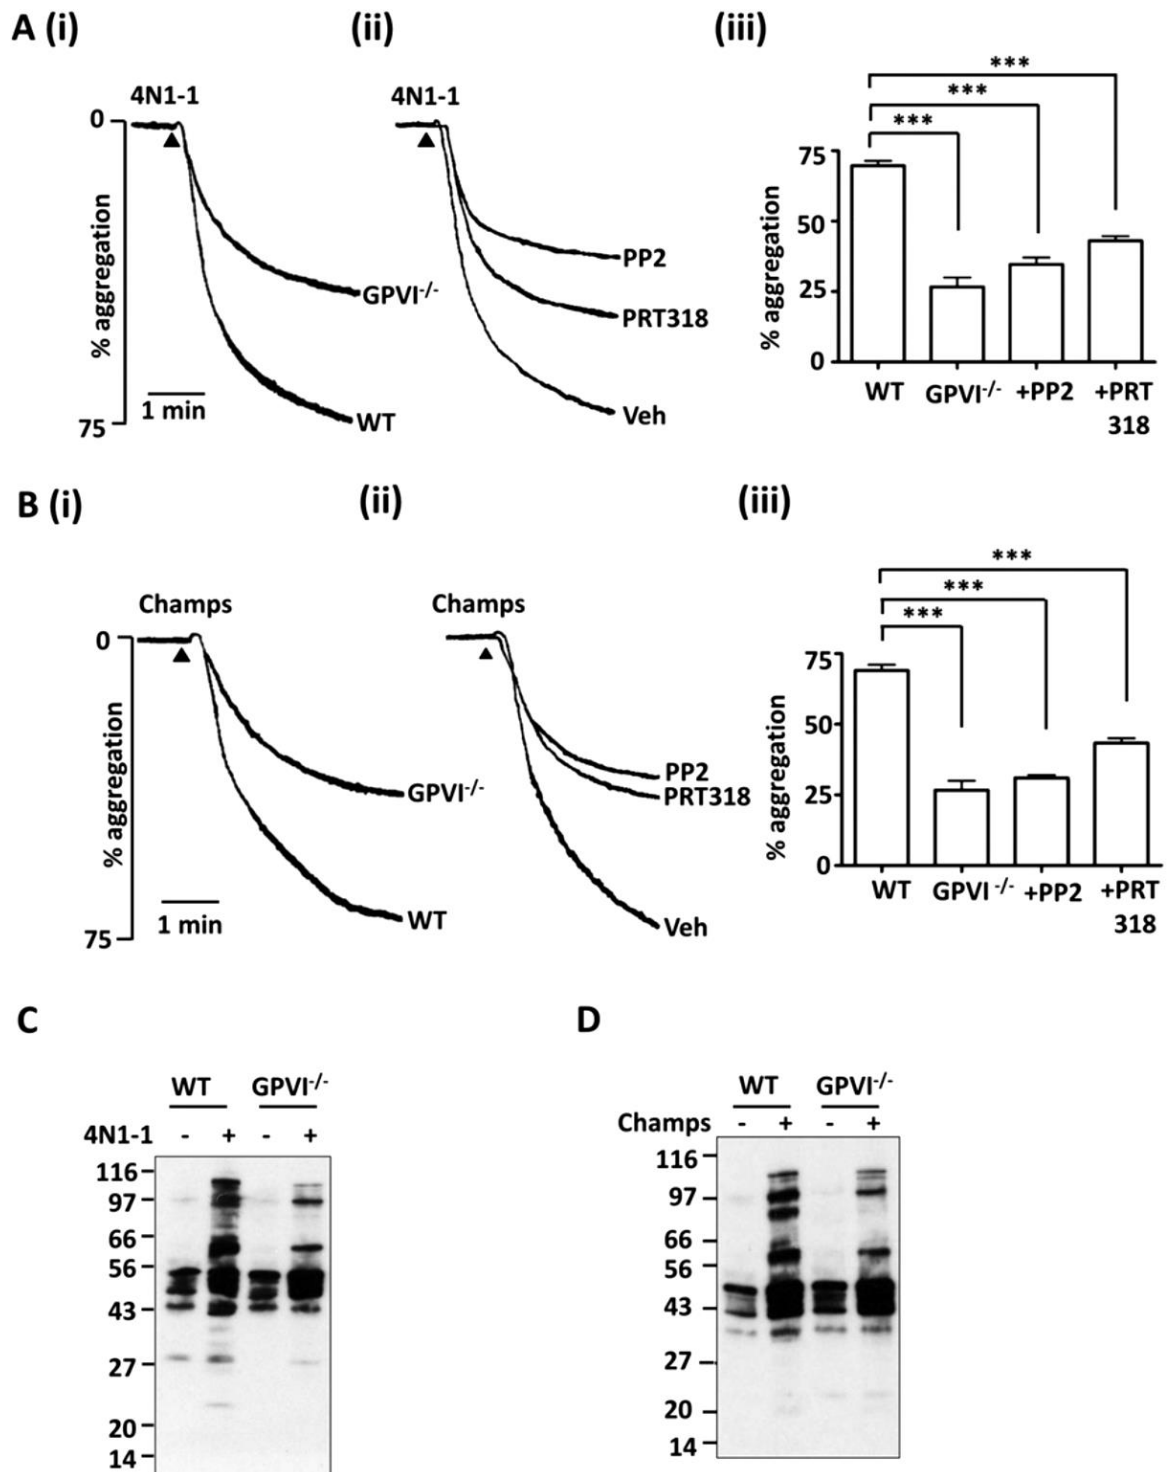 A (i) (ii) (iii)
4N1-1 4N1-1
*** 
***
***
0
75
% aggregation
1 min
GPVI-/-
WT
PP2
PRT318
Veh
% aggregation
75
50
25
0
WT GPVI-/- +PP2 +PRT
318
B (i) (ii) (iii)
Champs Champs
***
***
***
0
75
% aggregation
1 min
GPVI-/-
WT
PP2
PRT318
Veh
% aggregation
75
50
25
0
WT GPVI-/- +PP2 +PRT
318
C
WT GPVI-/-
4N1-1 - + - +
116
97
66
56
43
27
20
14
D
WT GPVI-/-
Champs - + - +
116
97
66
56
43
27
20
14